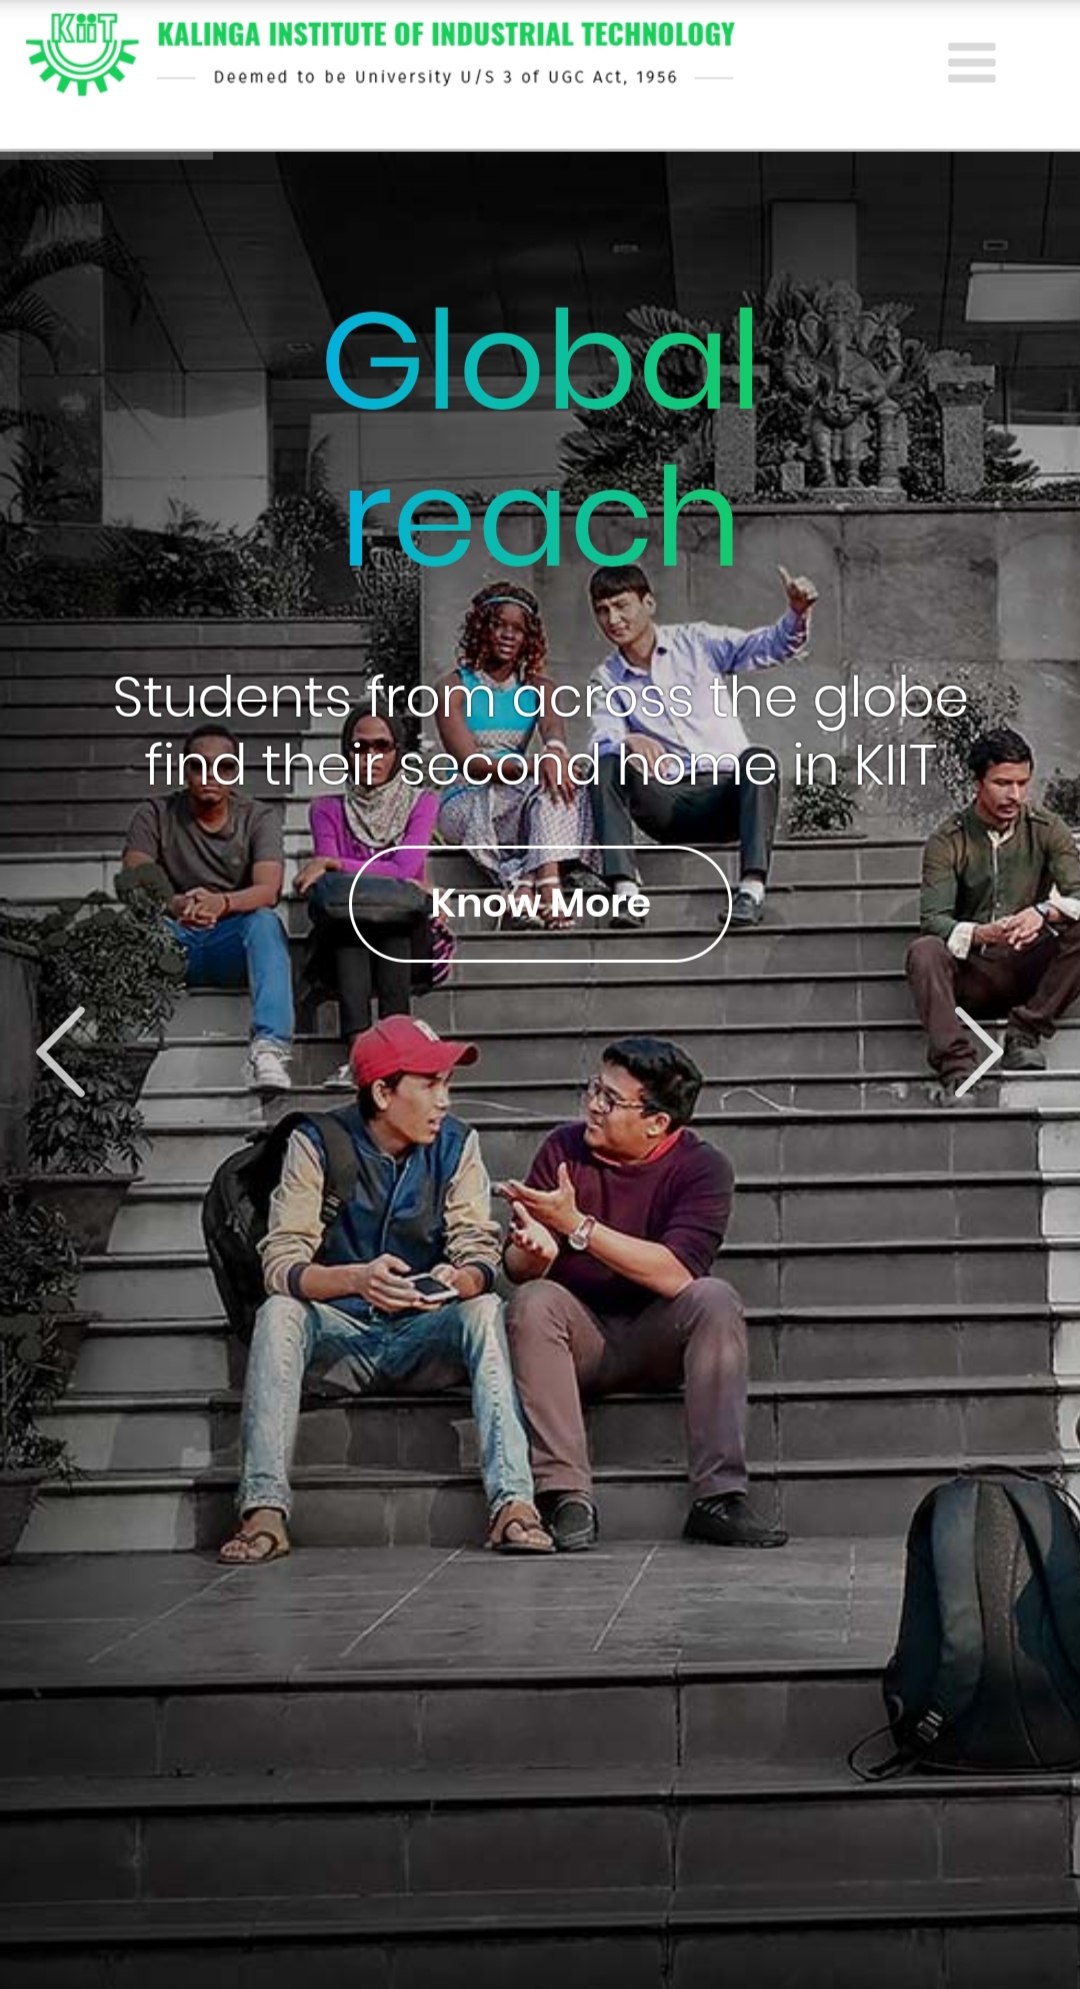 KiiT
KALINGA INSTITUTE OF INDUSTRIAL TECHNOLOGY
Deemed to be University U/S 3 of UGC Act, 1956
Global
reach
Students from across the globe
find their second home in KIIT
Know More